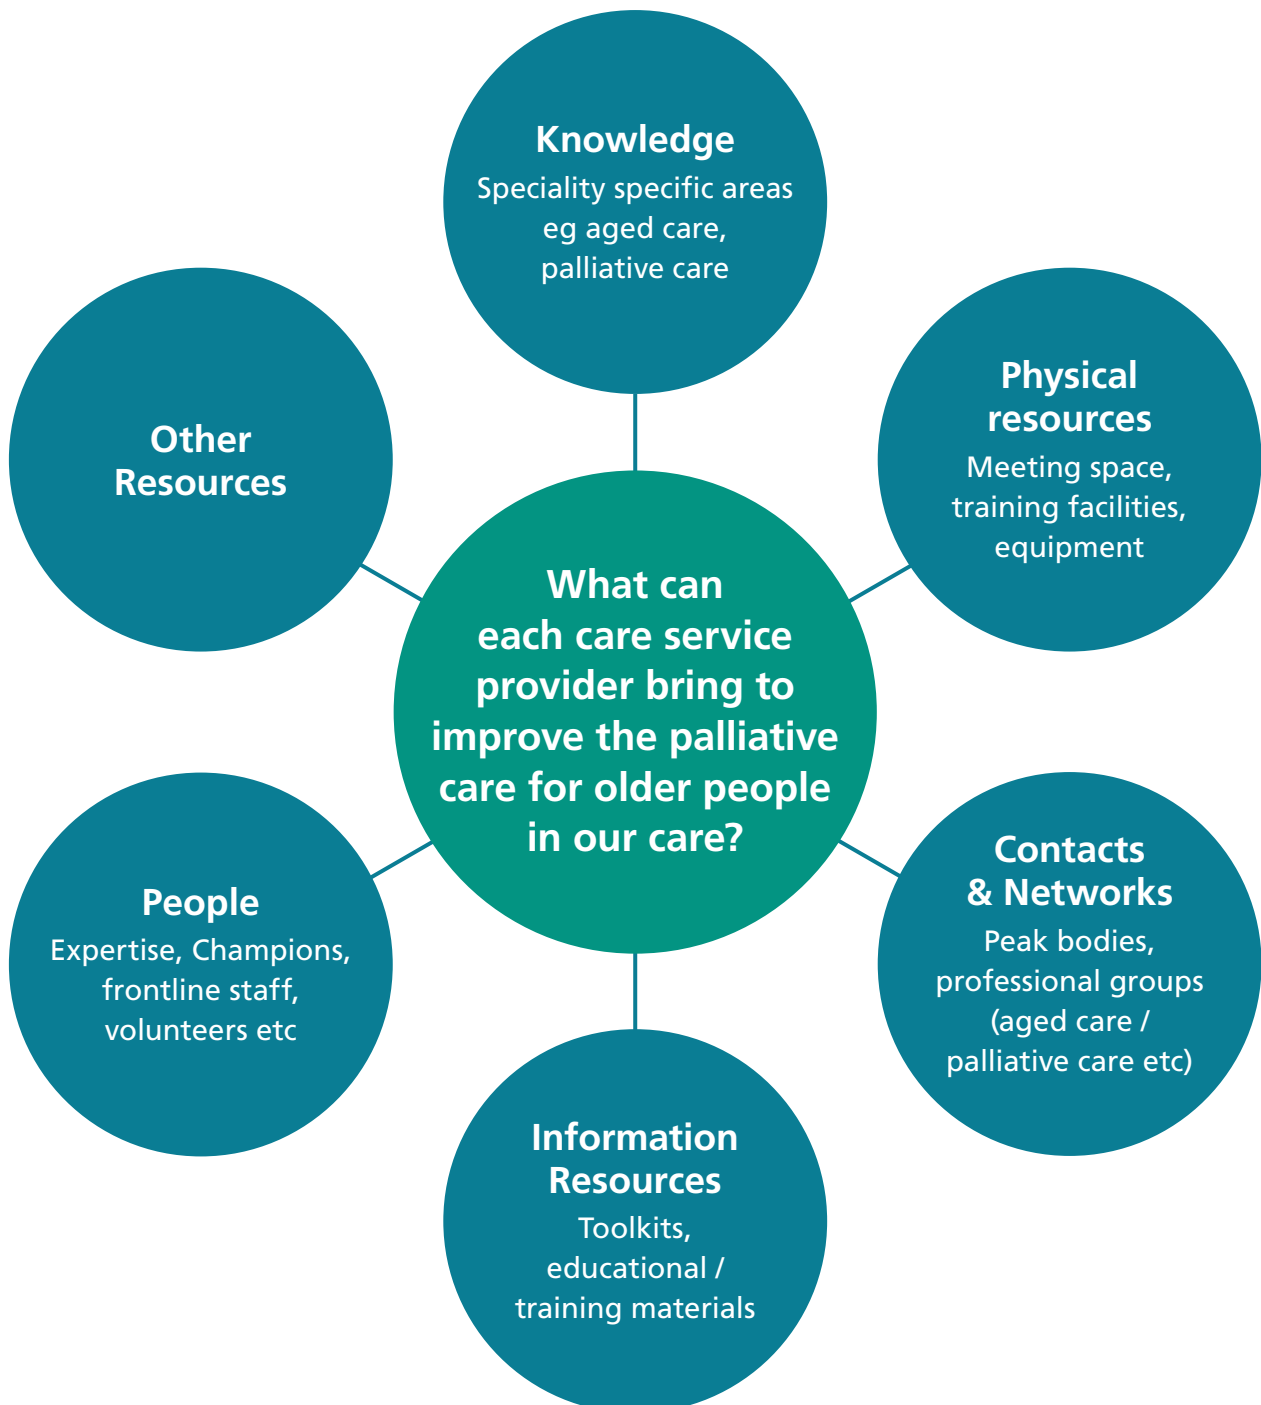 Knowledge
Speciality specific areas
eg aged care,
palliative care
Physical
resources
Meeting space,
training facilities,
equipment
Other
Resources
What can
each care service
provider bring to
improve the palliative
care for older people
in our care?
Contacts
& Networks
Peak bodies,
professional groups
(aged care /
palliative care etc)
People
Expertise, Champions,
frontline staff,
volunteers etc
Information
Resources
Toolkits,
educational /
training materials